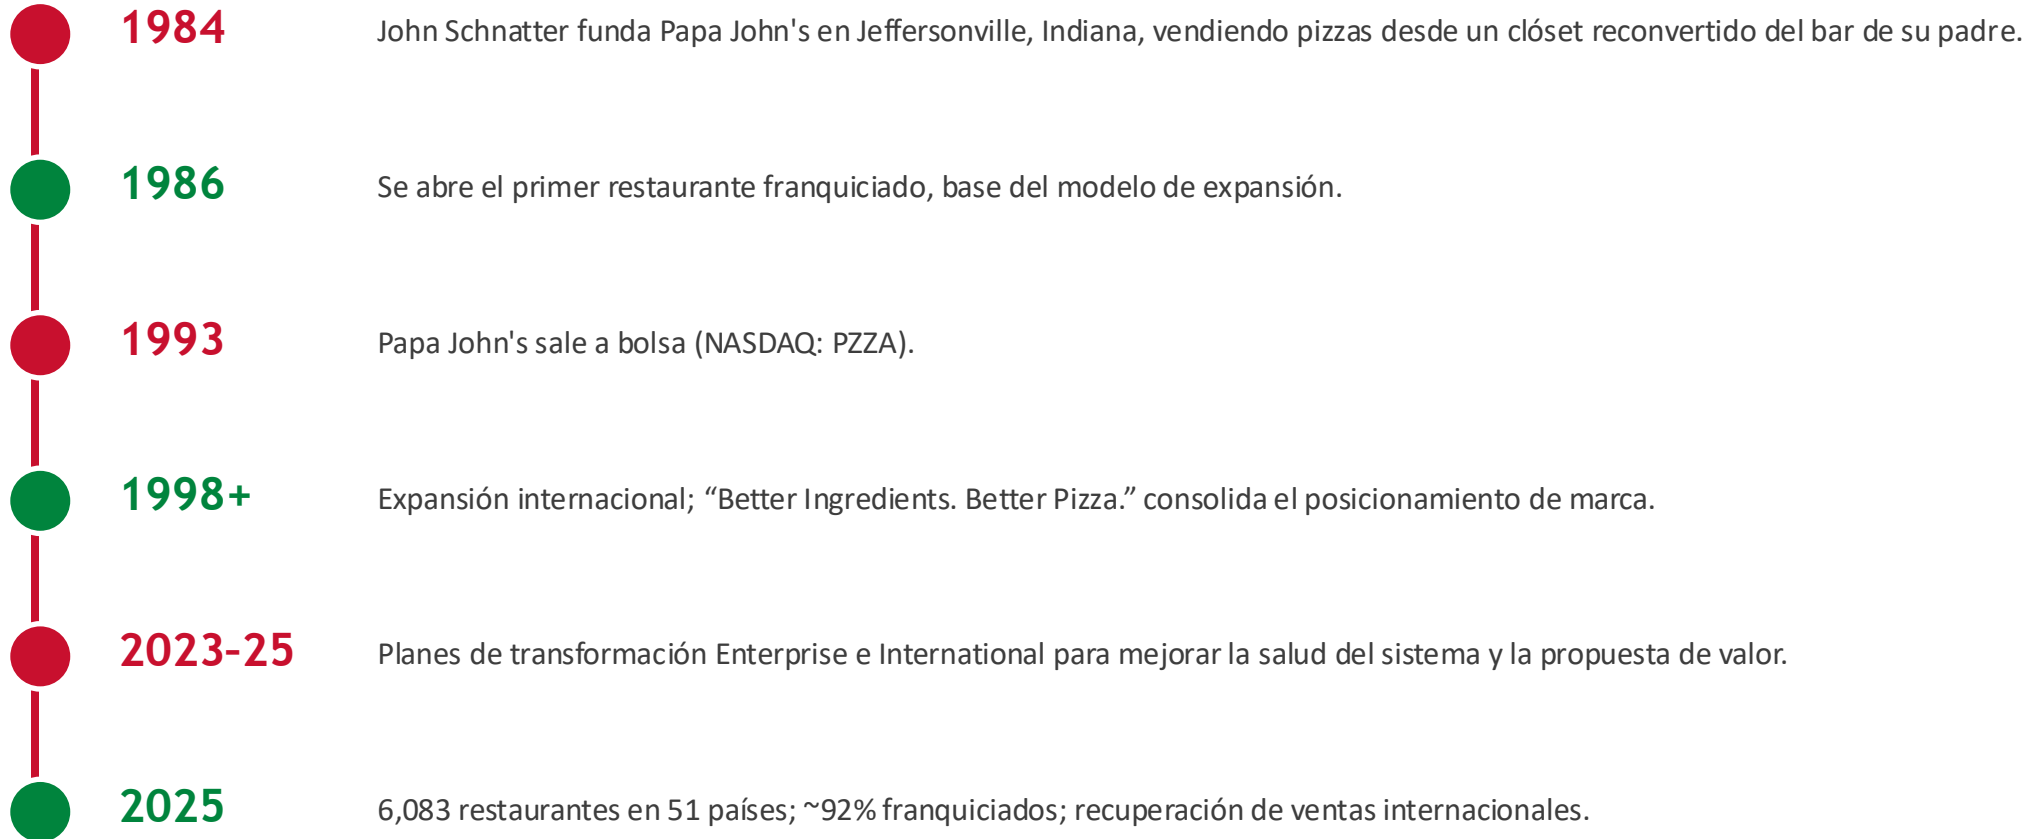 1984 John Schnatter funda Papa John's en Jeffersonville, Indiana, vendiendo pizzas desde un clóset reconvertido del bar de su padre.
1986 Se abre el primer restaurante franquiciado, base del modelo de expansión.
1993 Papa John's sale a bolsa (NASDAQ: PZZA).
1998+ Expansión internacional; “Better Ingredients. Better Pizza.” consolida el posicionamiento de marca.
2023-25 Planes de transformación Enterprise e International para mejorar la salud del sistema y la propuesta de valor.
2025 6,083 restaurantes en 51 países; ~92% franquiciados; recuperación de ventas internacionales.